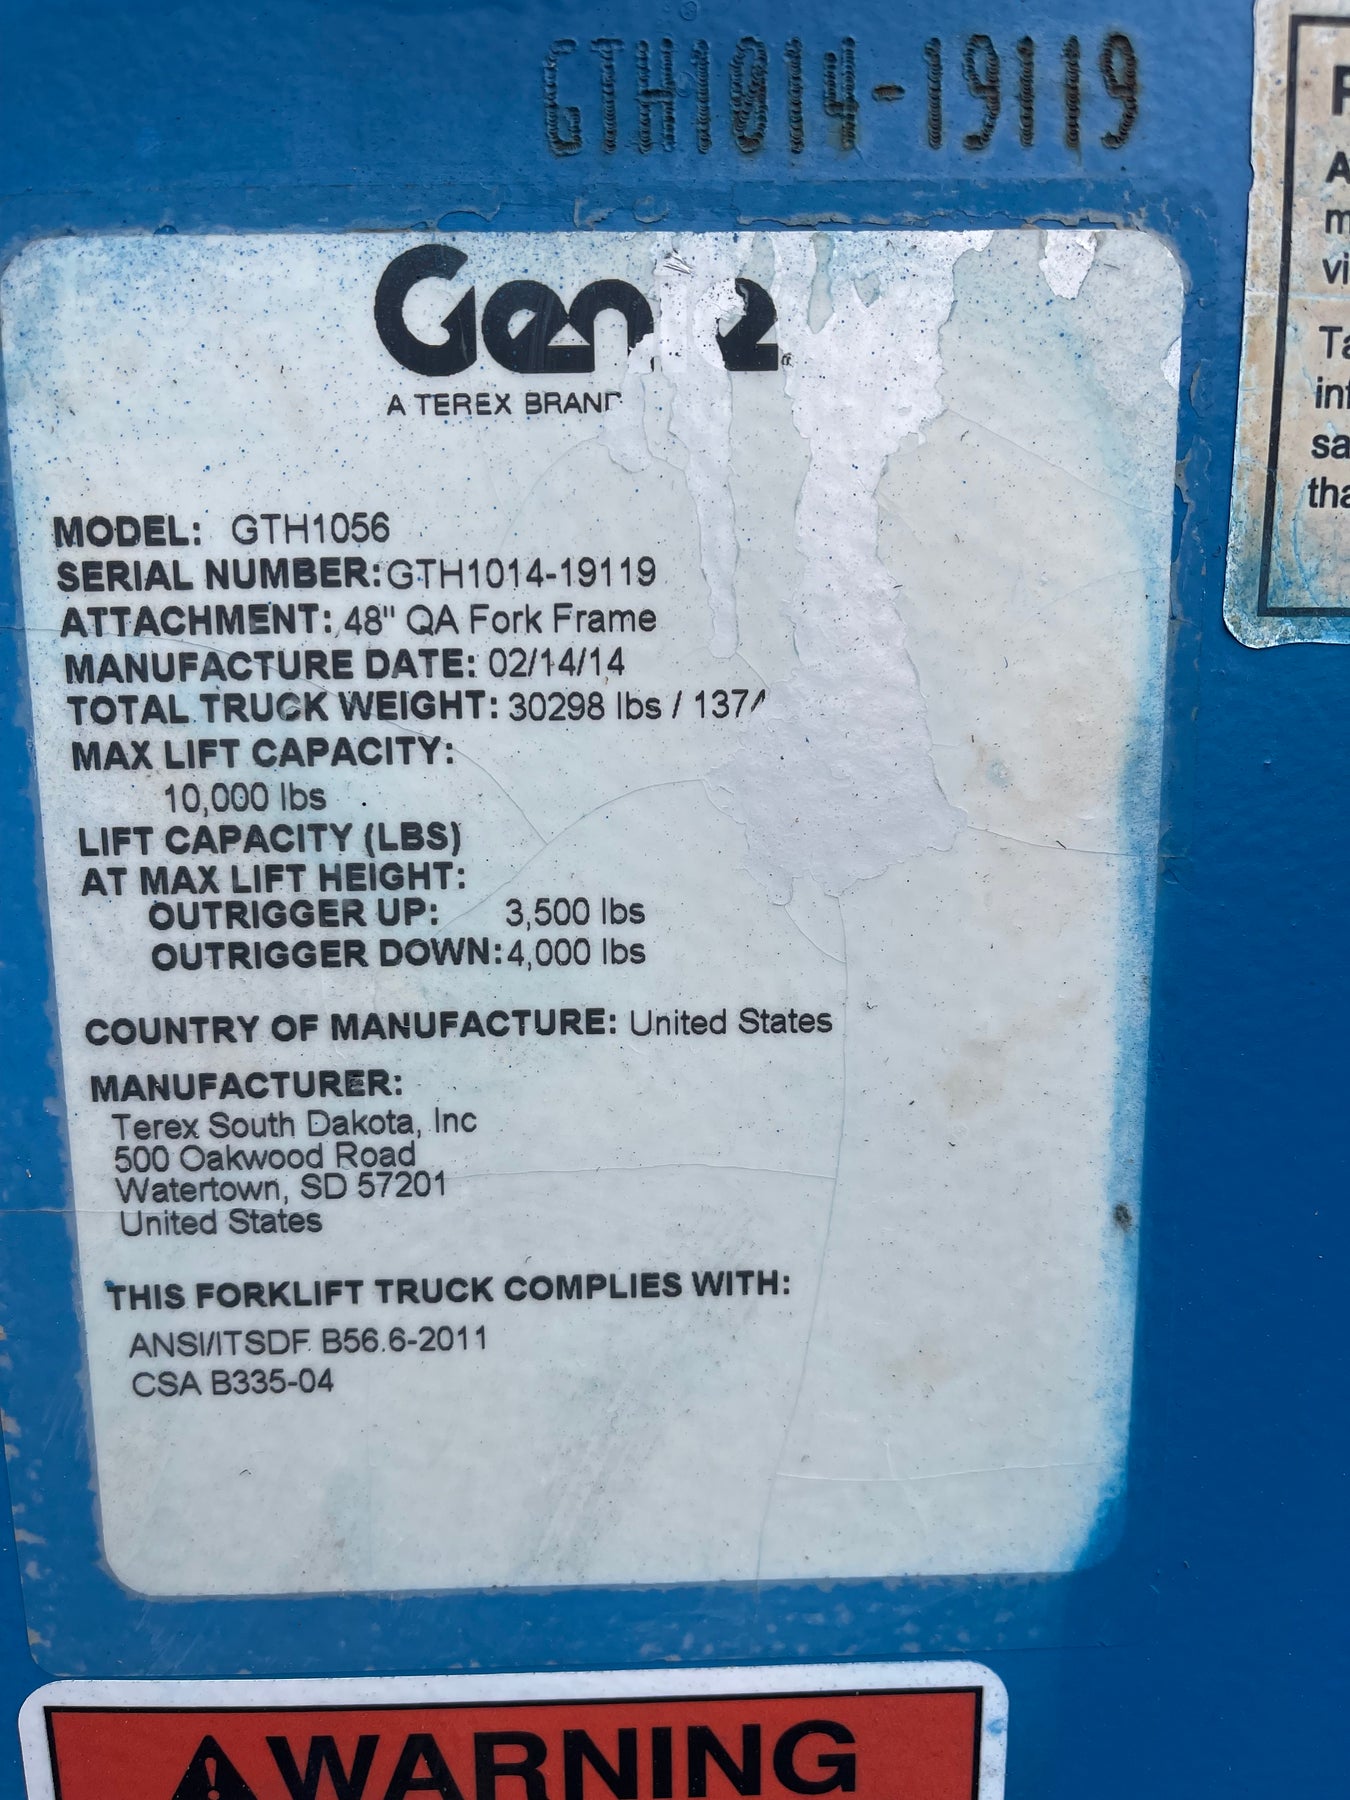 GTH1014-19119
Genie
A TEREX BRAND
MODEL: GTH1056
SERIAL NUMBER: GTH1014-19119
ATTACHMENT: 48" QA Fork Frame
MANUFACTURE DATE: 02/14/14
TOTAL TRUCK WEIGHT: 30298 lbs / 137
MAX LIFT CAPACITY:
10,000 lbs
LIFT CAPACITY (LBS)
AT MAX LIFT HEIGHT:
OUTRIGGER UP: 3,500 lbs
OUTRIGGER DOWN: 4,000 lbs
COUNTRY OF MANUFACTURE: United States
MANUFACTURER:
Terex South Dakota, Inc
500 Oakwood Road
Watertown, SD 57201
United States
THIS FORKLIFT TRUCK COMPLIES WITH:
ANSI/ITSDF B56.6-2011
CSA B335-04
WARNING